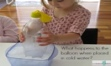 What happens to the
balloon when placed
in cold water?